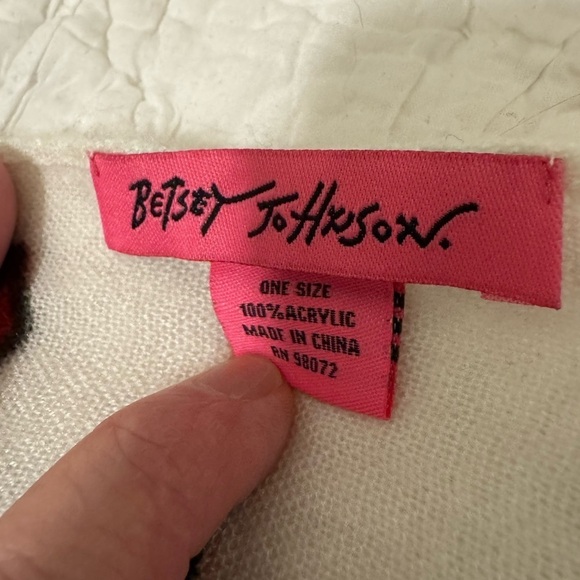 BETSEY JOHNSON.
ONE SIZE
100% ACRYLIC
MADE IN CHINA
RN 98072